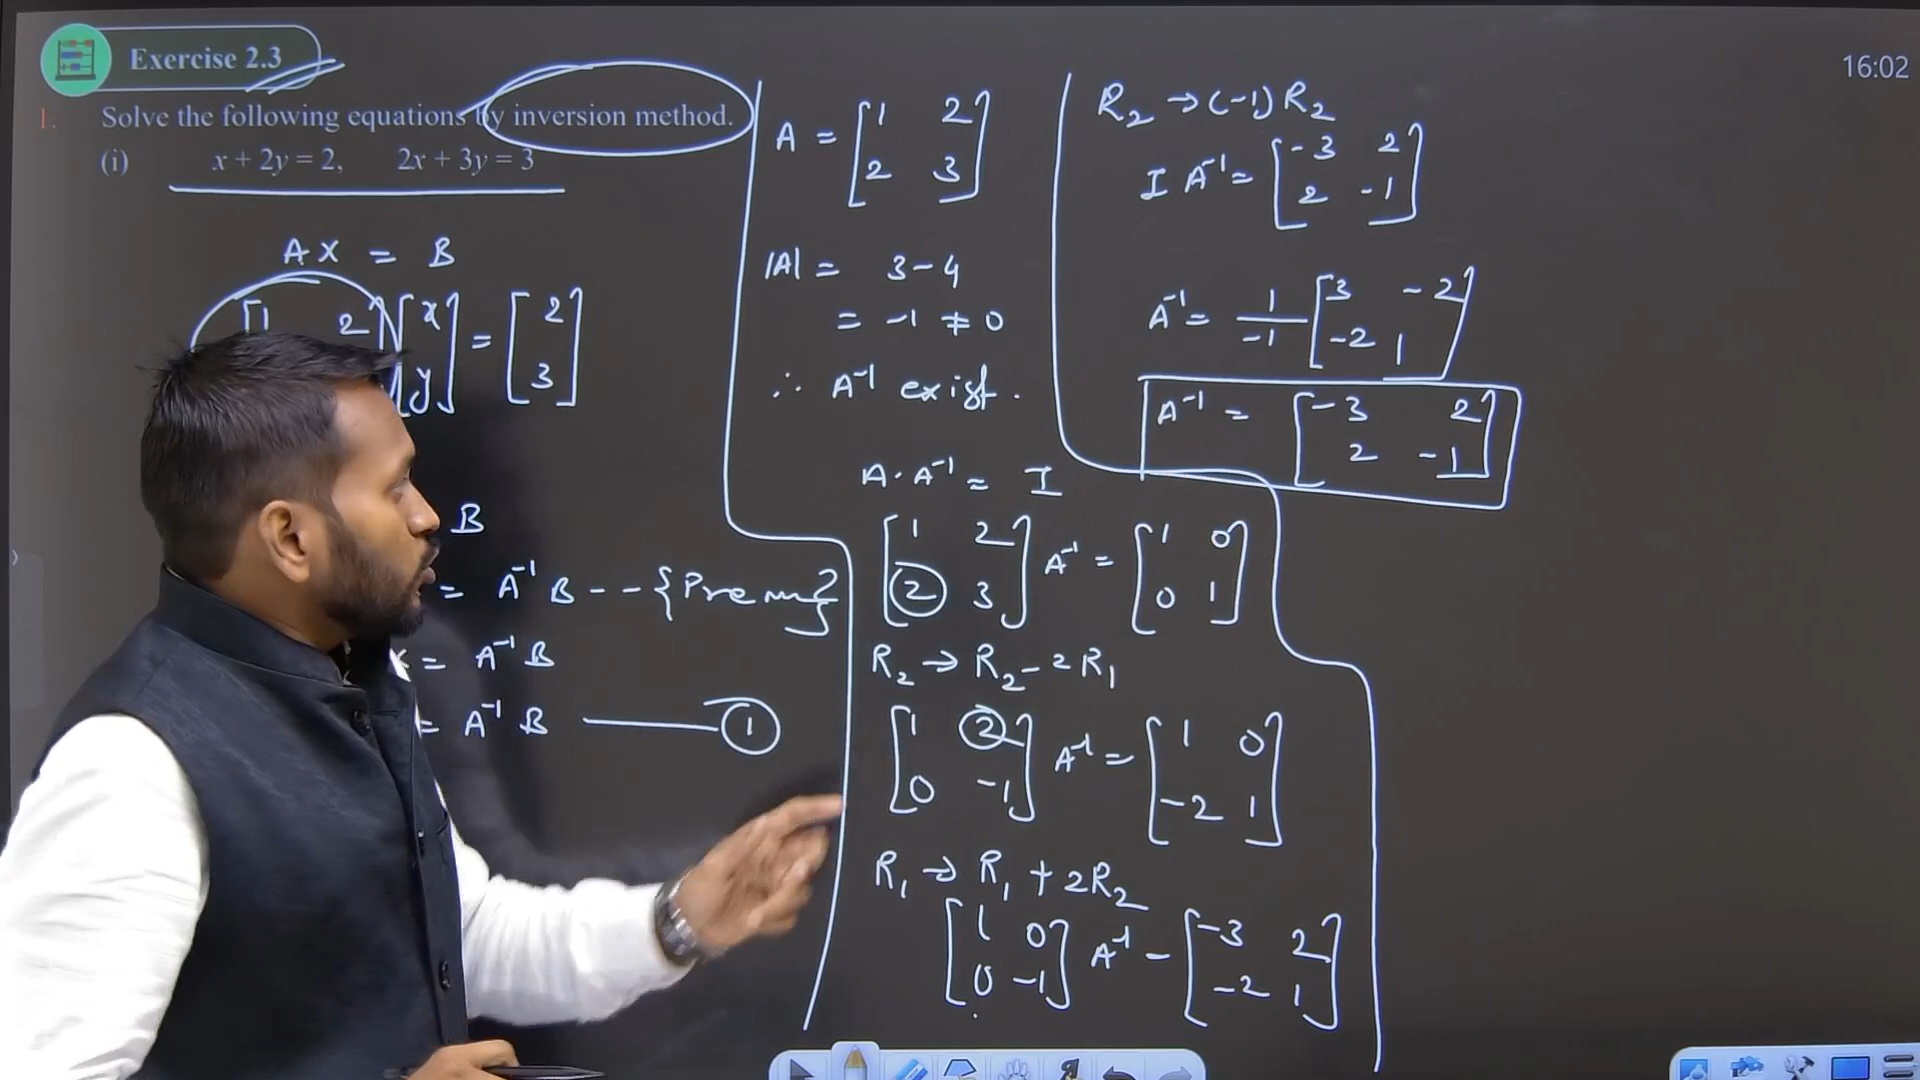 Exercise 2.3
1. Solve the following equations by inversion method.
(i) x + 2y = 2, 2x + 3y = 3
AX = B
[1 2] [x] = [2]
[y] [3]
B
= A⁻¹ B -- {Prem}
= A⁻¹ B
= A⁻¹ B —— ①
A = [1 2]
[2 3]
|A| = 3 - 4
= -1 ≠ 0
∴ A⁻¹ exist.
A · A⁻¹ = I
[1 2] A⁻¹ = [1 0]
[2 3] [0 1]
R₂ → R₂ - 2R₁
[1 2] A⁻¹ = [1 0]
[0 -1] [-2 1]
R₁ → R₁ + 2R₂
[1 0] A⁻¹ - [-3 2]
[0 -1] [-2 1]
R₂ → (-1) R₂
I A⁻¹ = [-3 2]
[2 -1]
A⁻¹ = 1/-1 [3 -2]
[-2 1]
A⁻¹ = [-3 2]
[2 -1]
16:02